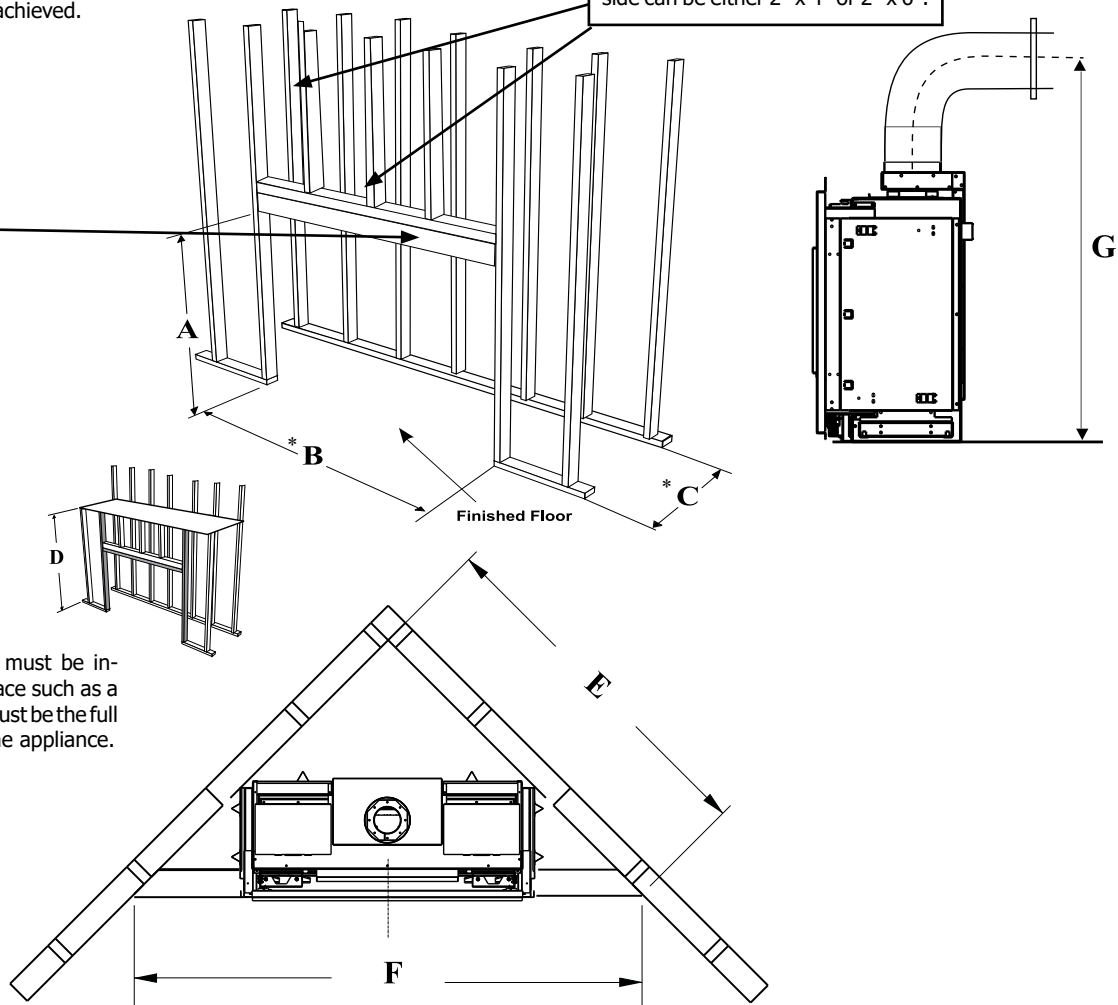 achieved.
side can be either 2" x 4" or 2" x 6".
G
A
* B
* C
Finished Floor
D
must be in-
ace such as a
ust be the full
e appliance.
E
F